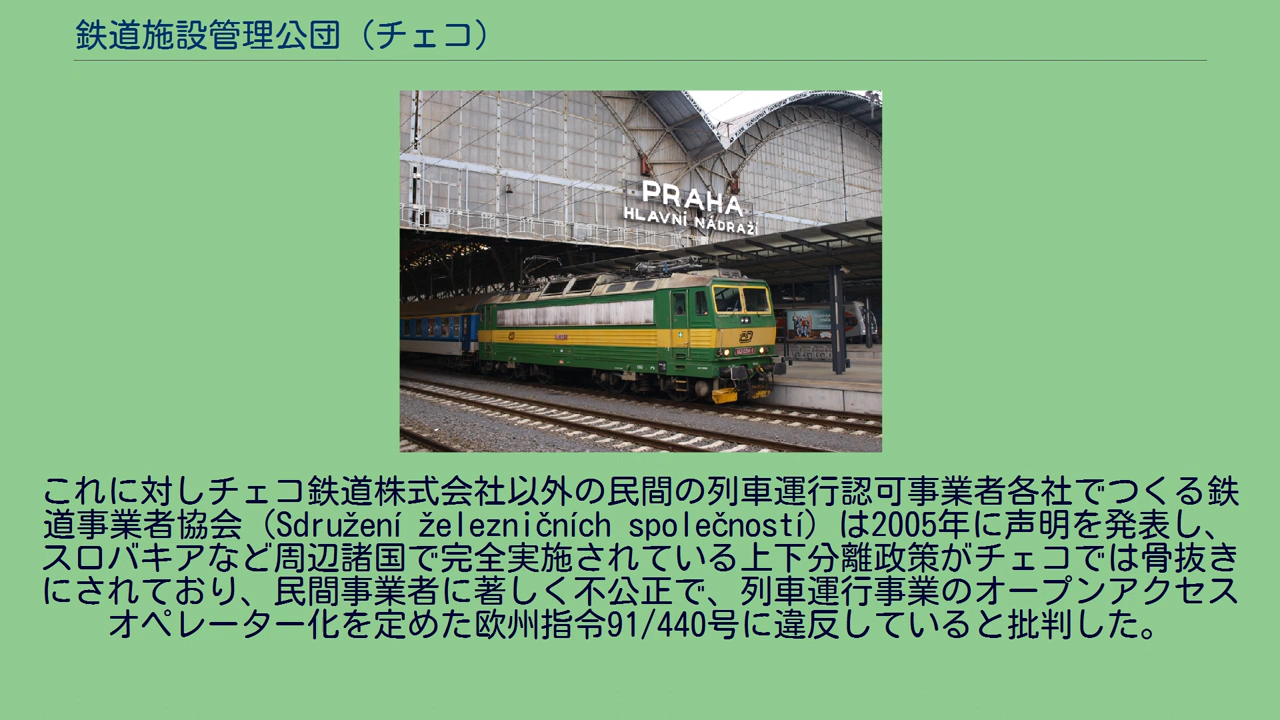 鉄道施設管理公団（チェコ）
PRAHA
HLAVNÍ NÁDRAŽÍ
これに対しチェコ鉄道株式会社以外の民間の列車運行認可事業者各社でつくる鉄
道事業者協会（Sdružení železničních společností）は2005年に声明を発表し、
スロバキアなど周辺諸国で完全実施されている上下分離政策がチェコでは骨抜き
にされており、民間事業者に著しく不公正で、列車運行事業のオープンアクセス
オペレーター化を定めた欧州指令91/440号に違反していると批判した。